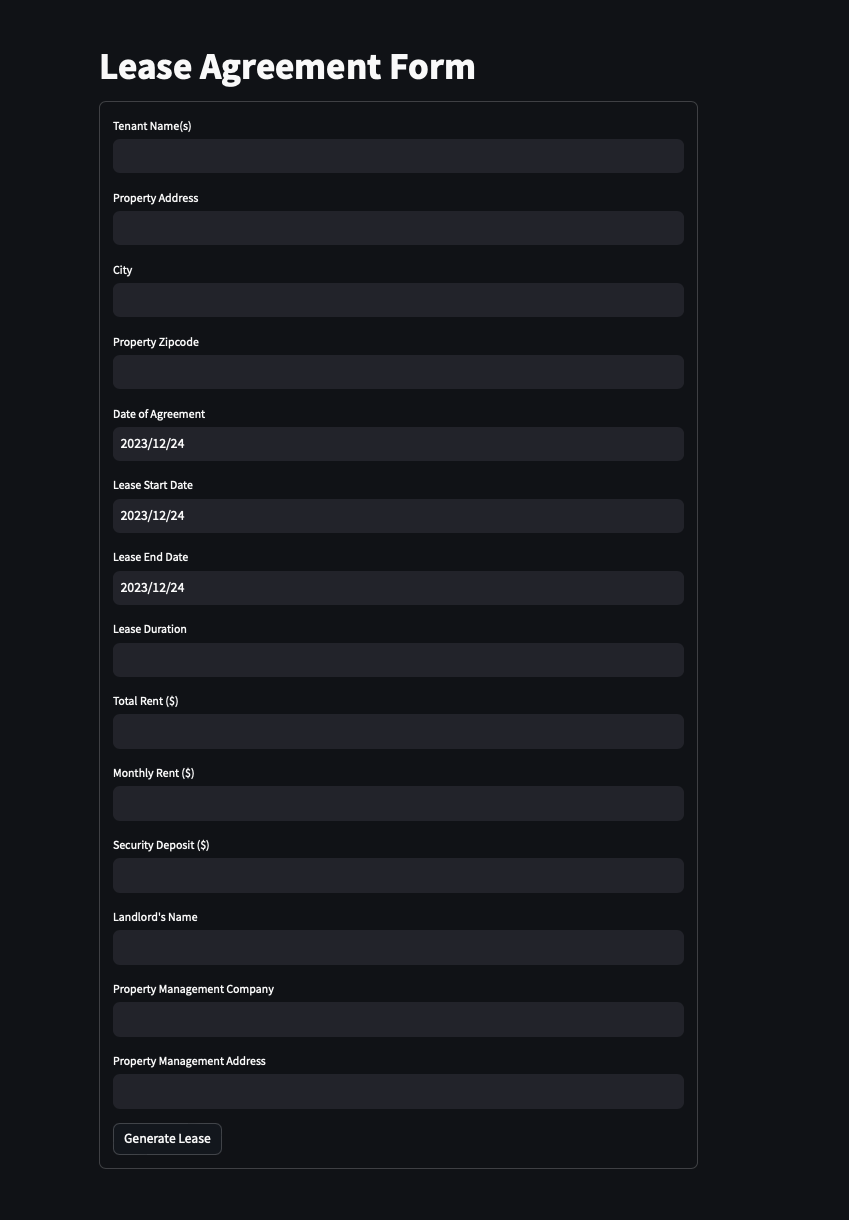 Lease Agreement Form
Tenant Name(s)
Property Address
City
Property Zipcode
Date of Agreement
2023/12/24
Lease Start Date
2023/12/24
Lease End Date
2023/12/24
Lease Duration
Total Rent ($)
Monthly Rent ($)
Security Deposit ($)
Landlord's Name
Property Management Company
Property Management Address
Generate Lease